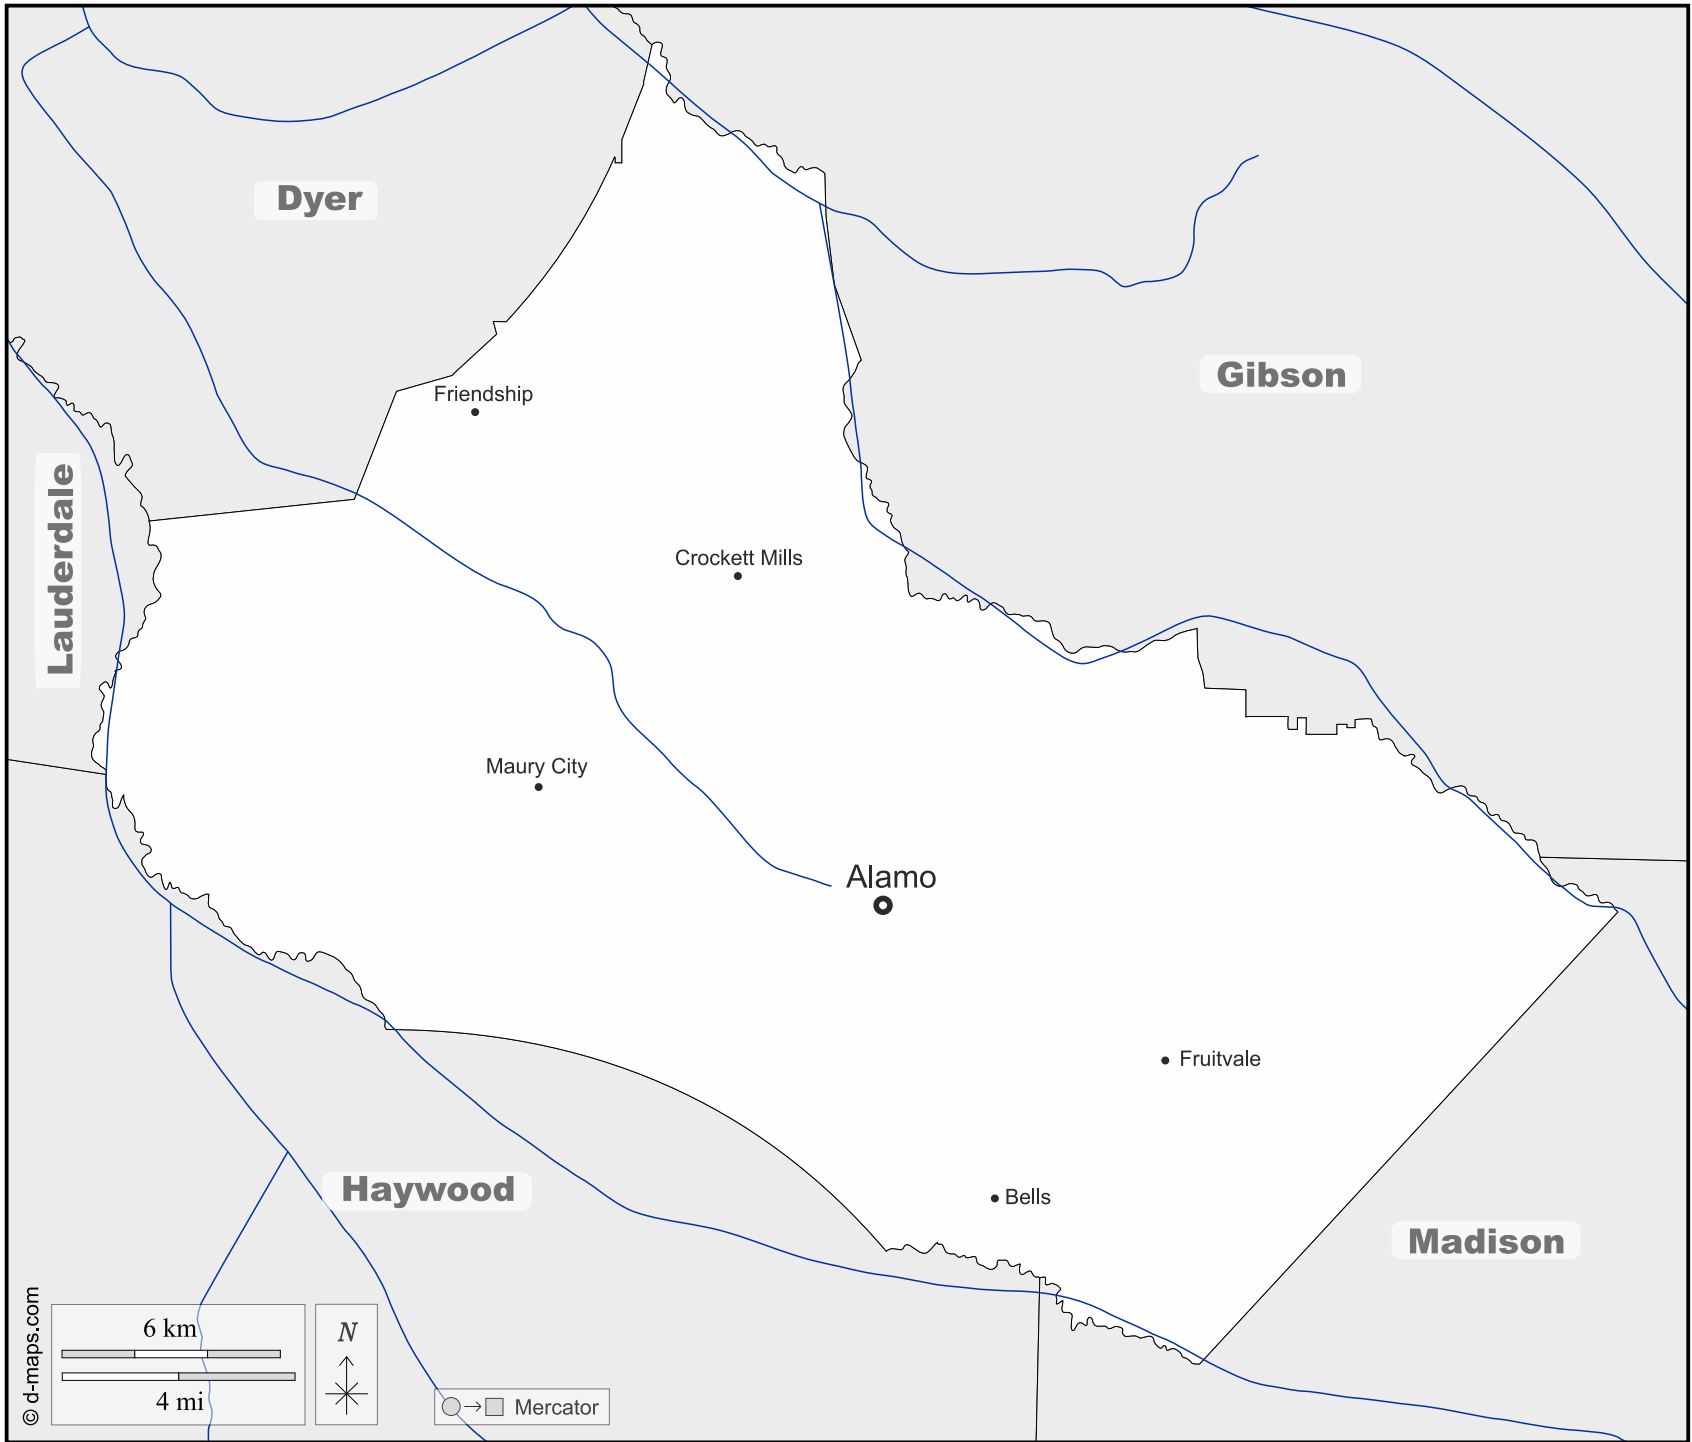 Dyer
Gibson
Friendship
Lauderdale
Crockett Mills
Maury City
Alamo
Fruitvale
Haywood
Bells
Madison
© d-maps.com
6 km
4 mi
N
Mercator